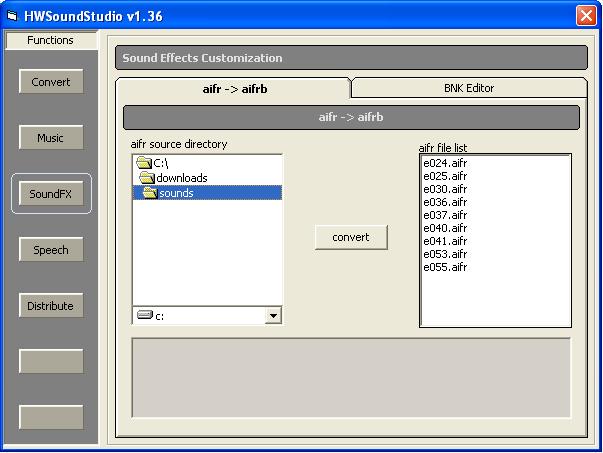 HWSoundStudio v1.36
Functions
Convert
Music
SoundFX
Speech
Distribute
Sound Effects Customization
aifr -> aifrb
BNK Editor
aifr -> aifrb
aifr source directory
C:\
downloads
sounds
c:
convert
aifr file list
e024.aifr
e025.aifr
e030.aifr
e036.aifr
e037.aifr
e040.aifr
e041.aifr
e053.aifr
e055.aifr